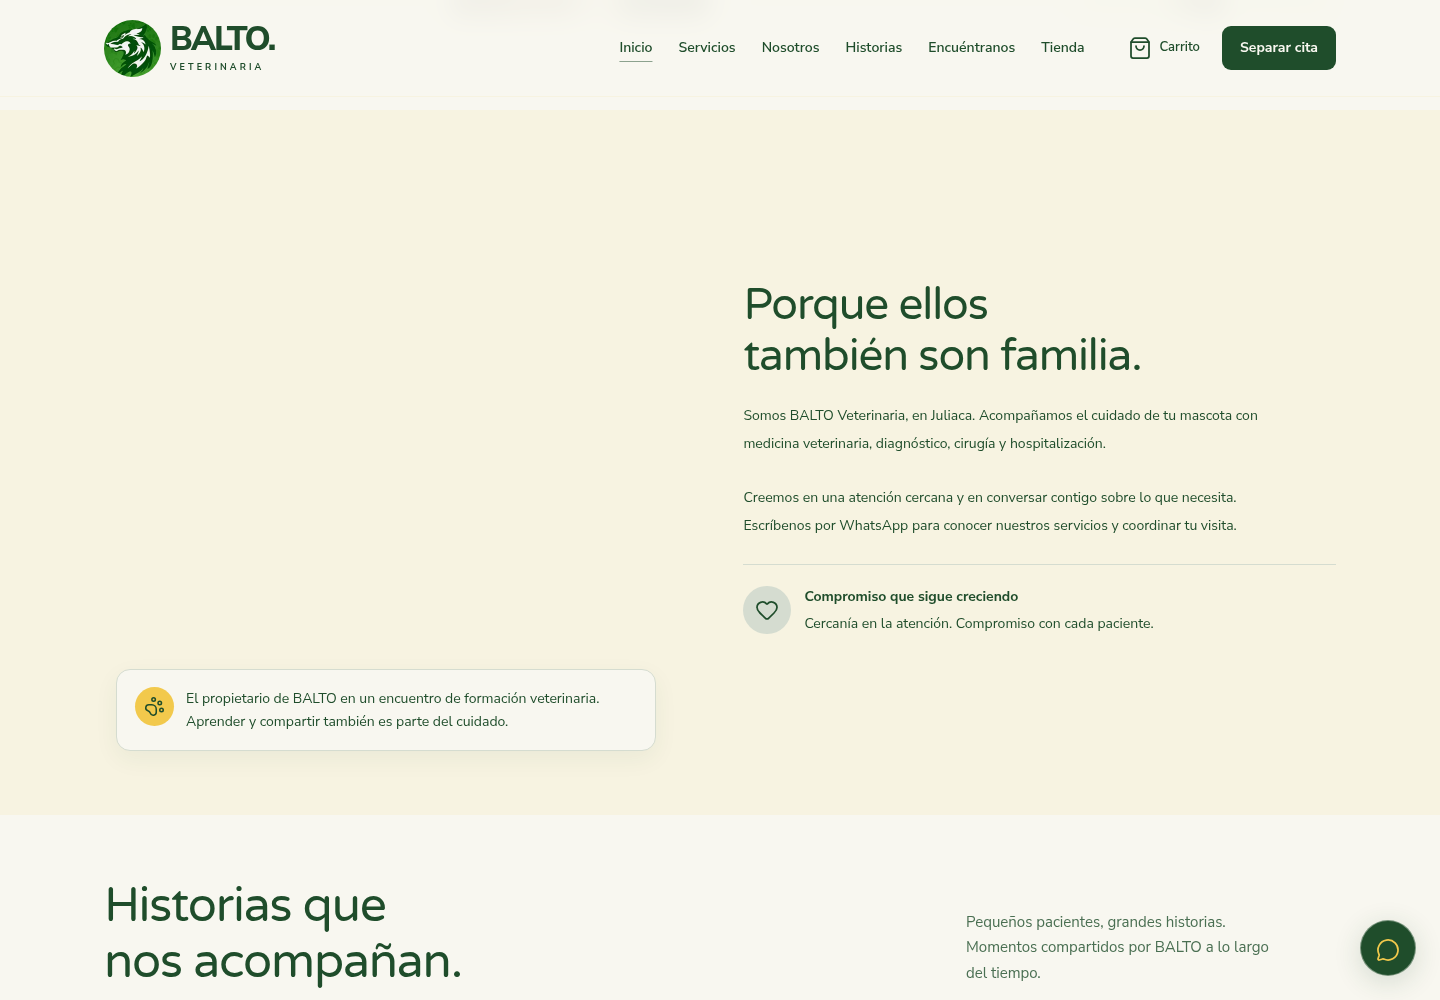 BALTO.
VETERINARIA
Inicio
Servicios
Nosotros
Historias
Encuéntranos
Tienda
Carrito
Separar cita
Porque ellos
también son familia.
Somos BALTO Veterinaria, en Juliaca. Acompañamos el cuidado de tu mascota con
medicina veterinaria, diagnóstico, cirugía y hospitalización.
Creemos en una atención cercana y en conversar contigo sobre lo que necesita.
Escríbenos por WhatsApp para conocer nuestros servicios y coordinar tu visita.
Compromiso que sigue creciendo
Cercanía en la atención. Compromiso con cada paciente.
El propietario de BALTO en un encuentro de formación veterinaria.
Aprender y compartir también es parte del cuidado.
Historias que
nos acompañan.
Pequeños pacientes, grandes historias.
Momentos compartidos por BALTO a lo largo
del tiempo.